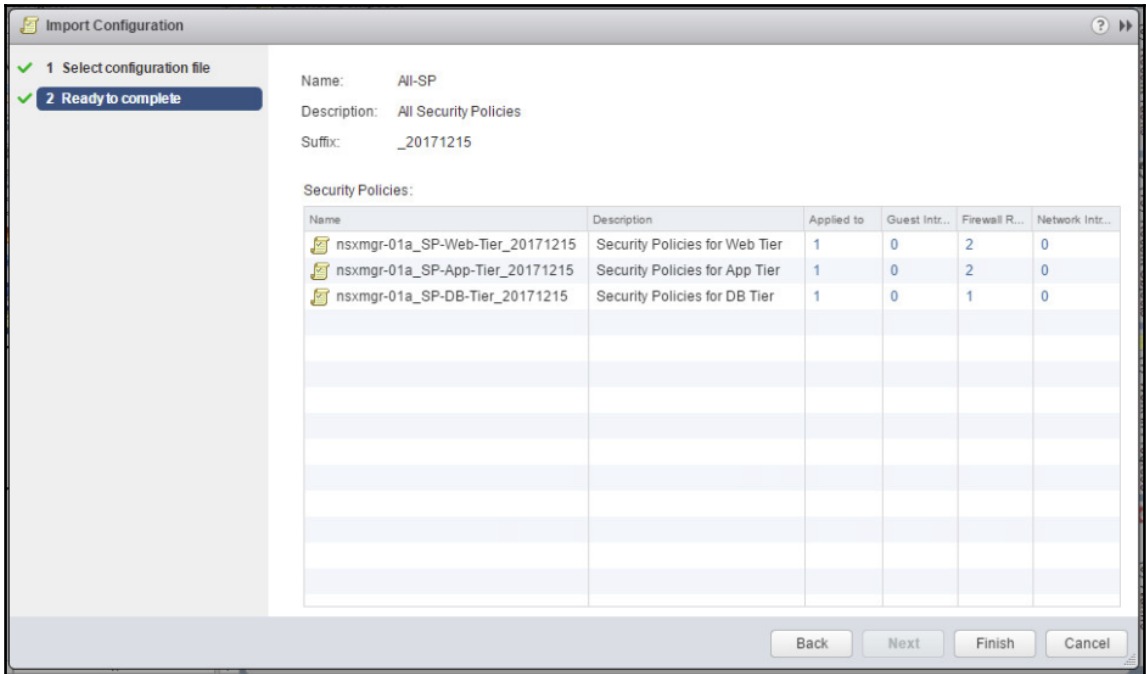 Import Configuration
?
1 Select configuration file
2 Ready to complete
Name: All-SP
Description: All Security Policies
Suffix: _20171215
Security Policies:
Name Description Applied to Guest Intr... Firewall R... Network Intr...
nsxmgr-01a_SP-Web-Tier_20171215 Security Policies for Web Tier 1 0 2 0
nsxmgr-01a_SP-App-Tier_20171215 Security Policies for App Tier 1 0 2 0
nsxmgr-01a_SP-DB-Tier_20171215 Security Policies for DB Tier 1 0 1 0
Back Next Finish Cancel